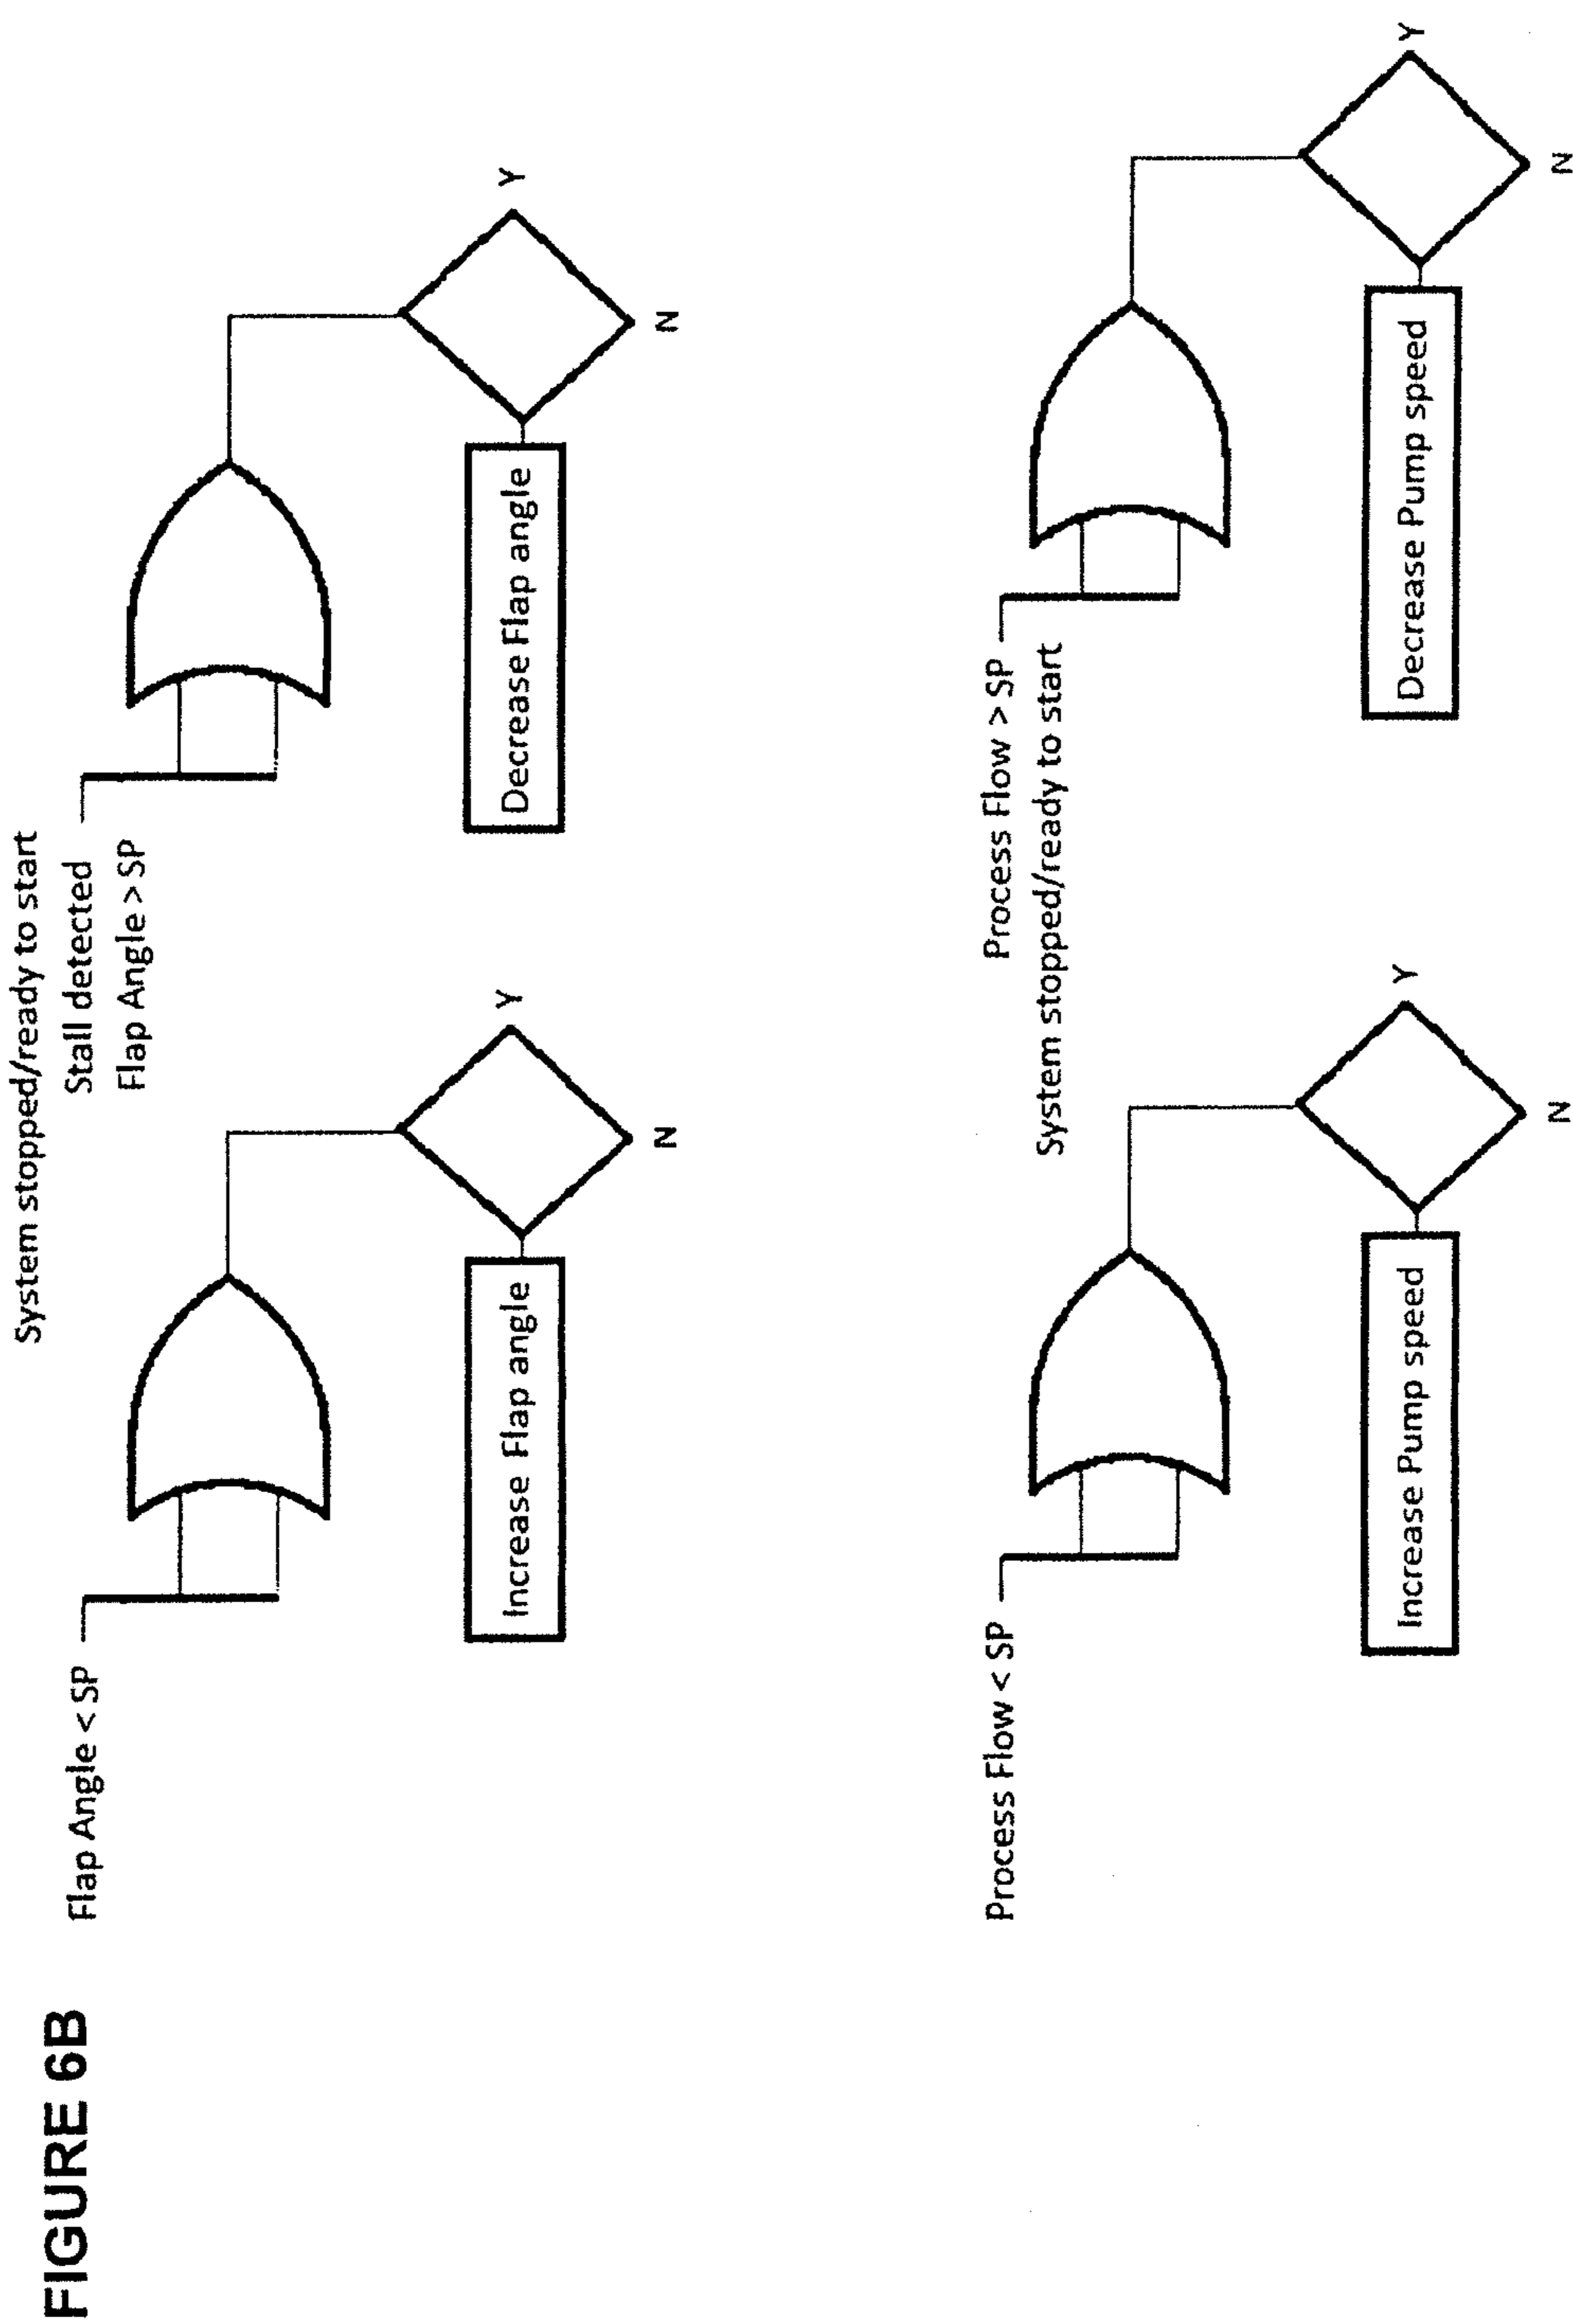 FIGURE 6B
Flap Angle < SP
Increase Flap angle
Y
N
System stopped/ready to start
Stall detected
Flap Angle > SP
Decrease Flap angle
Y
N
Process Flow < SP
Increase Pump speed
Y
N
Process Flow > SP
System stopped/ready to start
Decrease Pump speed
Y
N